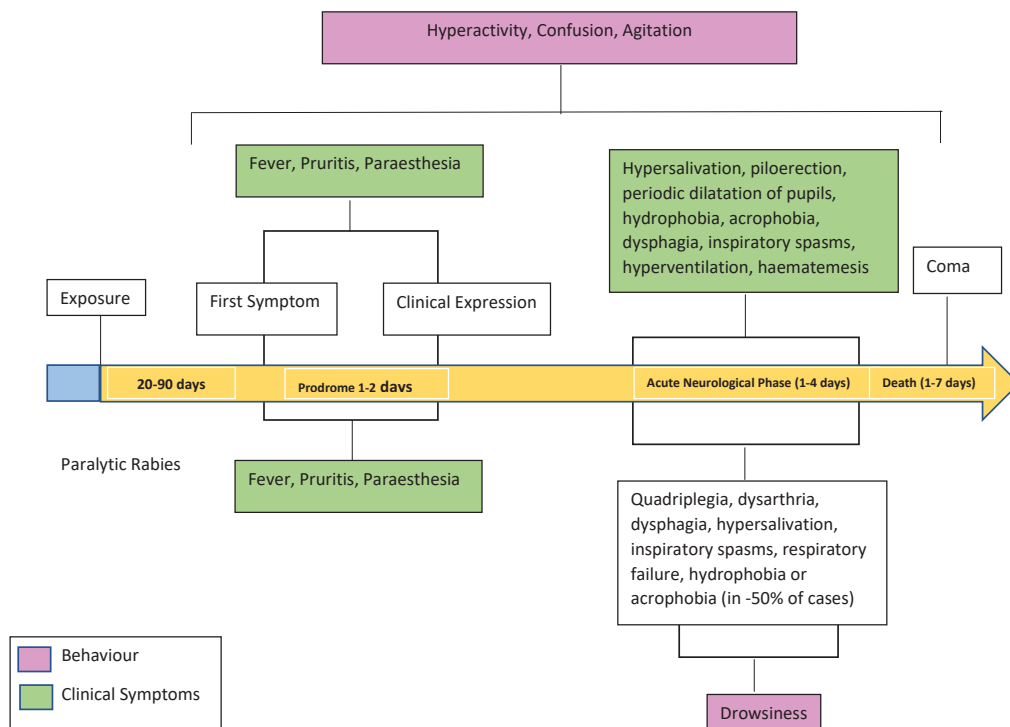 Hyperactivity, Confusion, Agitation
Fever, Pruritis, Paraesthesia
Hypersalivation, piloerection,
periodic dilatation of pupils,
hydrophobia, acrophobia,
dysphagia, inspiratory spasms,
hyperventilation, haematemesis
Coma
Exposure
First Symptom
Clinical Expression
20-90 days
Prodrome 1-2 davs
Acute Neurological Phase (1-4 days)
Death (1-7 days)
Paralytic Rabies
Fever, Pruritis, Paraesthesia
Quadriplegia, dysarthria,
dysphagia, hypersalivation,
inspiratory spasms, respiratory
failure, hydrophobia or
acrophobia (in -50% of cases)
Behaviour
Clinical Symptoms
Drowsiness